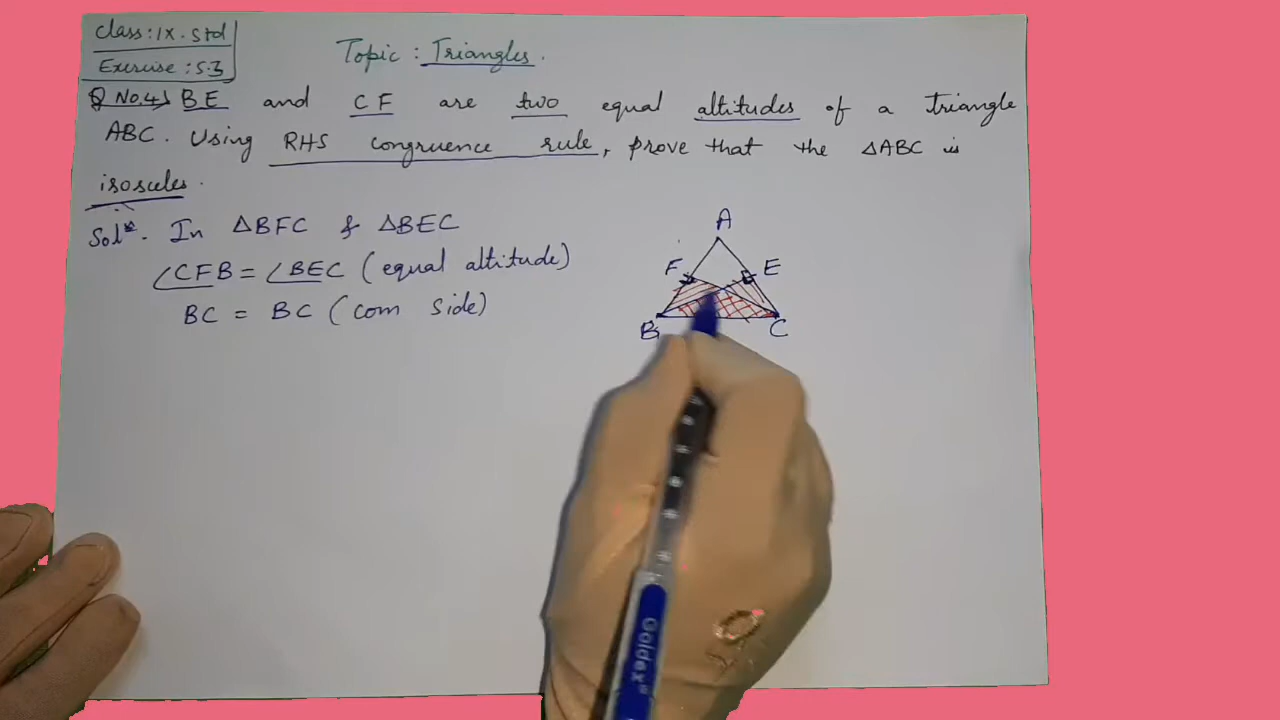 Class: IX. Std
Exercise: 5.3
Topic: Triangles.
Q No.4) BE and CF are two equal altitudes of a triangle
ABC. Using RHS congruence rule, prove that the ΔABC is
isosceles.
Sol. In ΔBFC & ΔBEC
∠CFB = ∠BEC (equal altitude)
BC = BC (com side)
A
F E
B C
Goldex